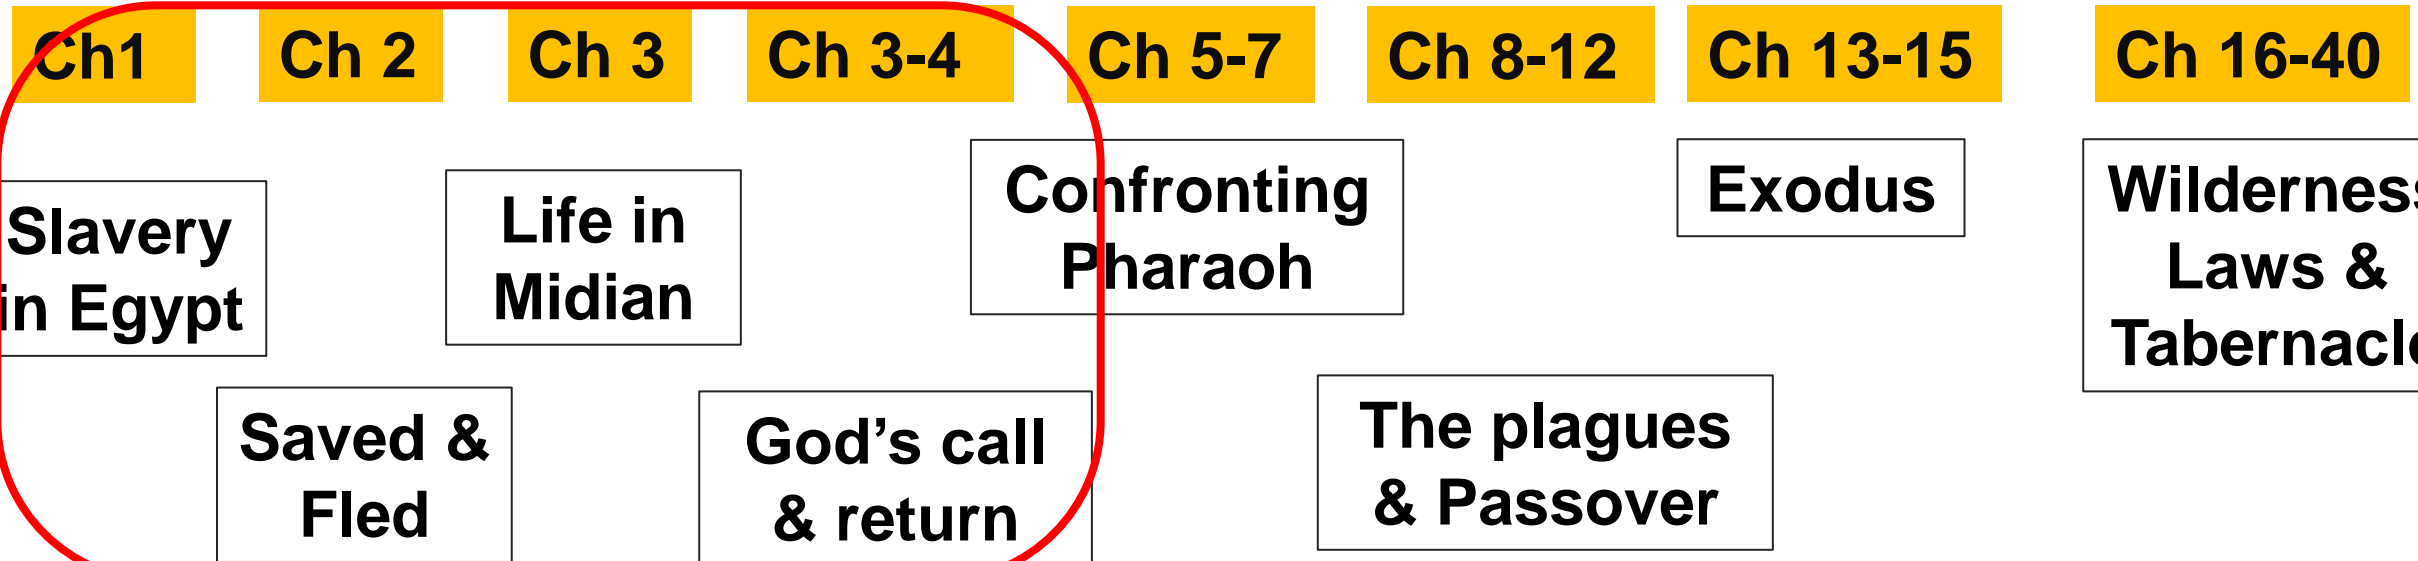 Ch1
Ch 2
Ch 3
Ch 3-4
Ch 5-7
Ch 8-12
Ch 13-15
Ch 16-40
Slavery
in Egypt
Saved &
Fled
Life in
Midian
God’s call
& return
Confronting
Pharaoh
The plagues
& Passover
Exodus
Wilderness
Laws &
Tabernacle